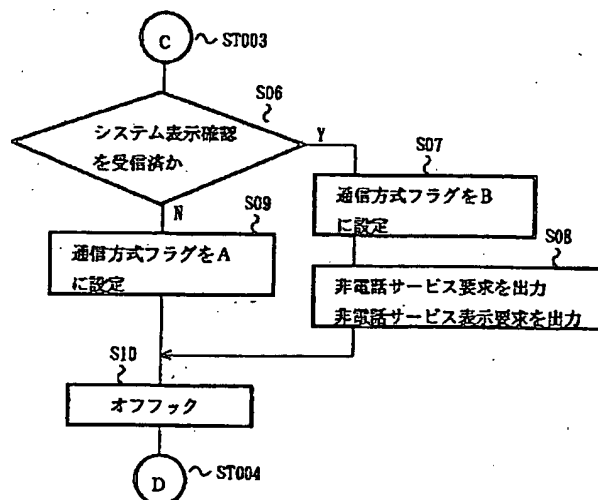 C
ST003
S06
システム表示確認
を受信済か
Y
N
S07
通信方式フラグをB
に設定
S09
通信方式フラグをA
に設定
S08
非電話サービス要求を出力
非電話サービス表示要求を出力
S10
オフフック
D
ST004